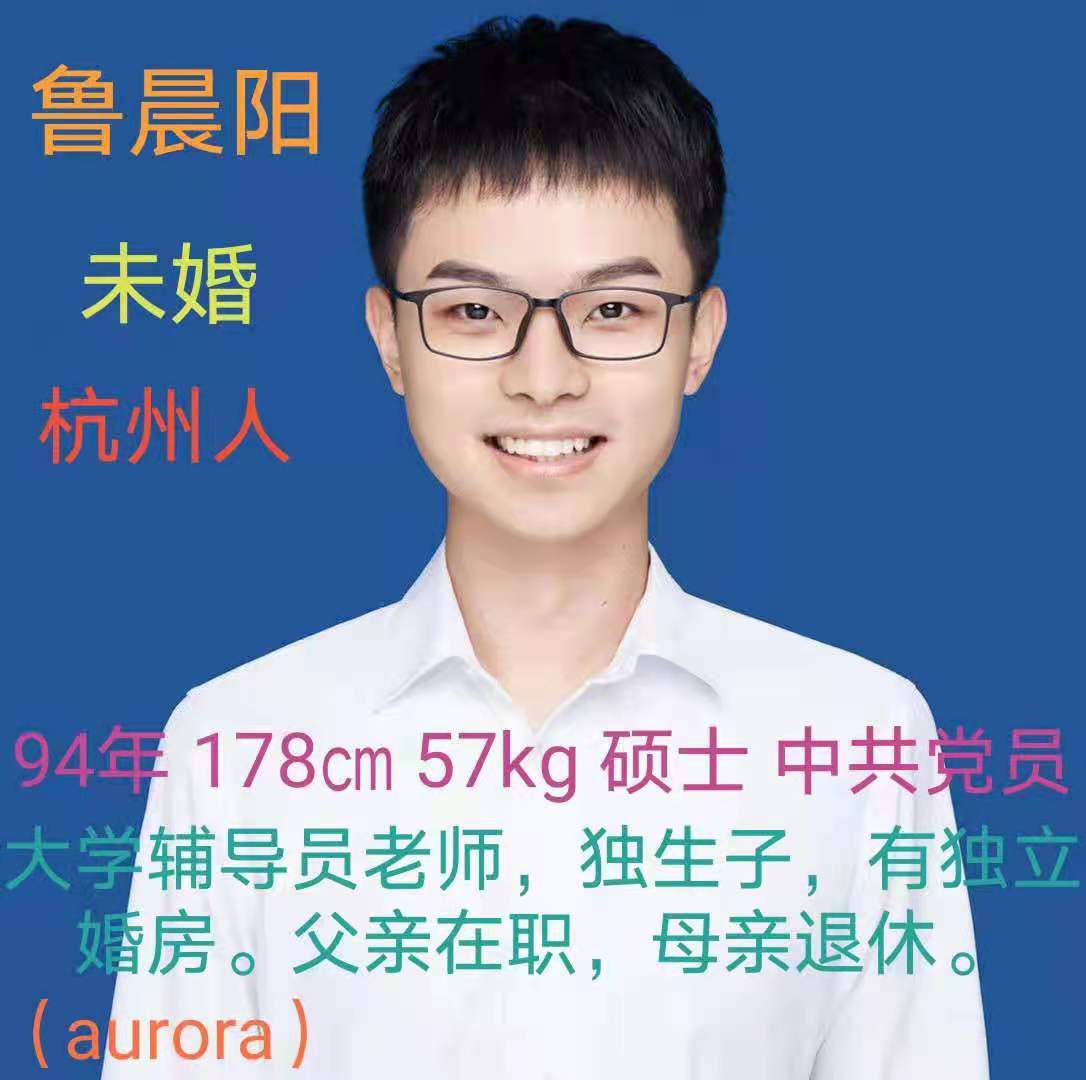 鲁晨阳
未婚
杭州人
94年 178㎝ 57kg 硕士 中共党员
大学辅导员老师，独生子，有独立
婚房。父亲在职，母亲退休。
（aurora）